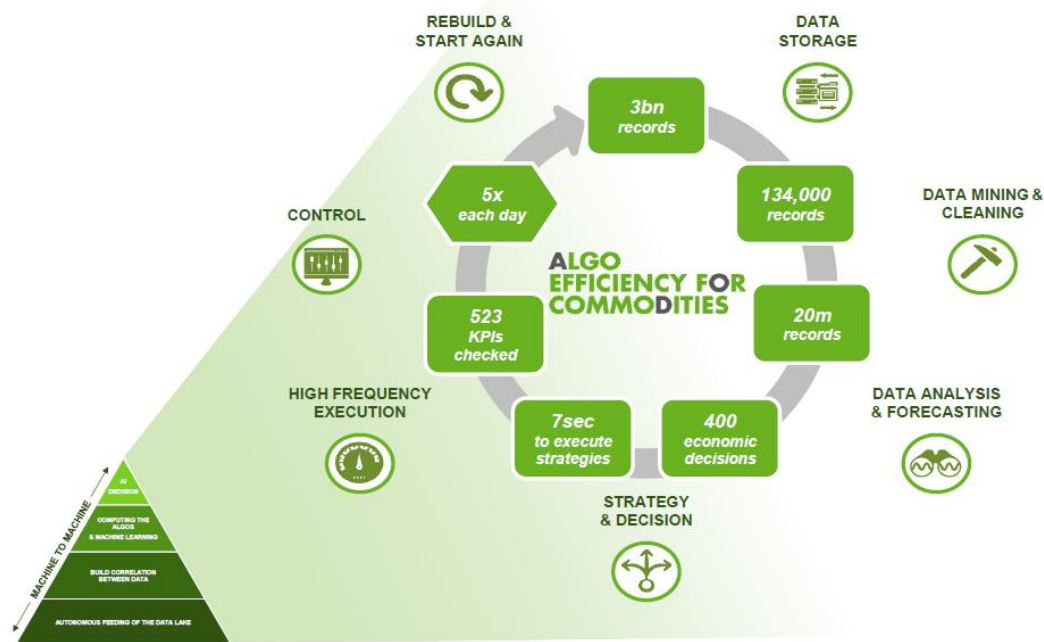 REBUILD &
START AGAIN
DATA
STORAGE
3bn
records
5x
each day
134,000
records
CONTROL
DATA MINING &
CLEANING
ALGO
EFFICIENCY FOR
COMMODITIES
523
KPIs
checked
20m
records
HIGH FREQUENCY
EXECUTION
DATA ANALYSIS
& FORECASTING
7sec
to execute
strategies
400
economic
decisions
STRATEGY
& DECISION
MACHINE TO MACHINE
AI
DECISION
COMPUTING THE
ALGOS
& MACHINE LEARNING
BUILD CORRELATION
BETWEEN DATA
AUTONOMOUS FEEDING OF THE DATA LAKE